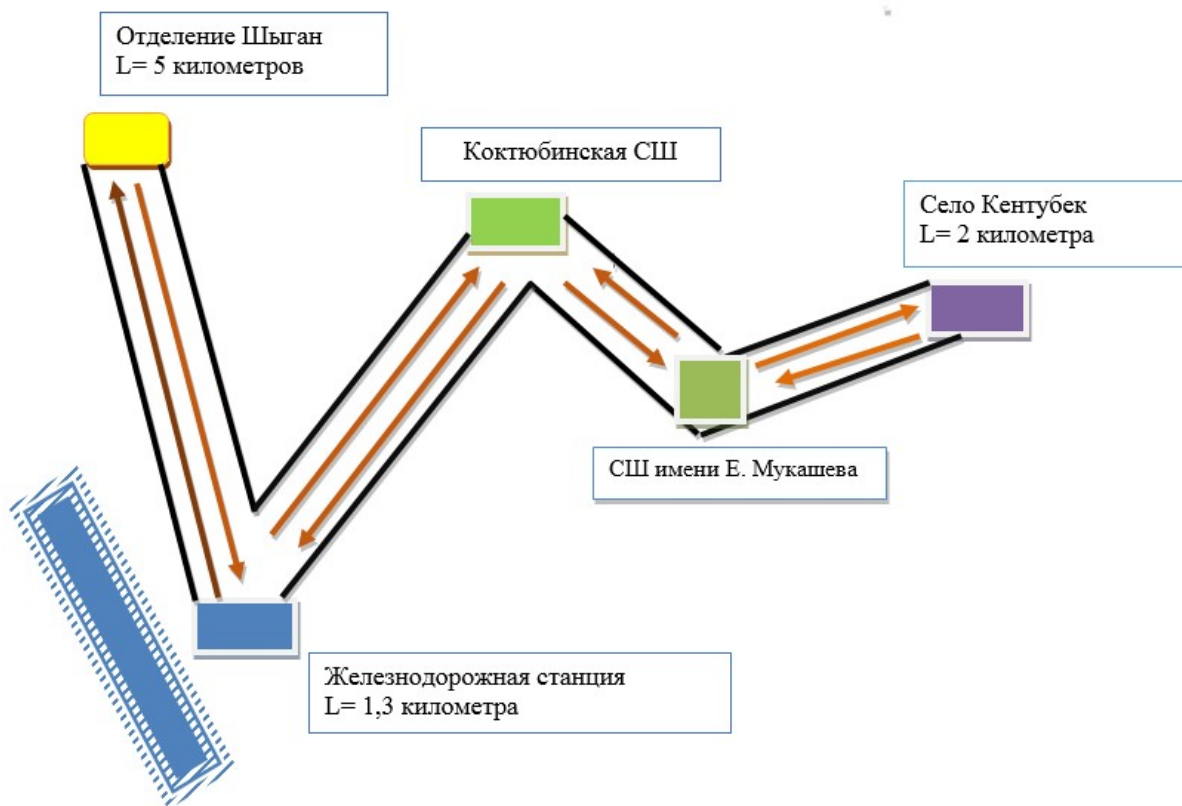 Отделение Шыган
L= 5 километров
Коктюбинская СШ
Село Кентубек
L= 2 километра
СШ имени Е. Мукашева
Железнодорожная станция
L= 1,3 километра